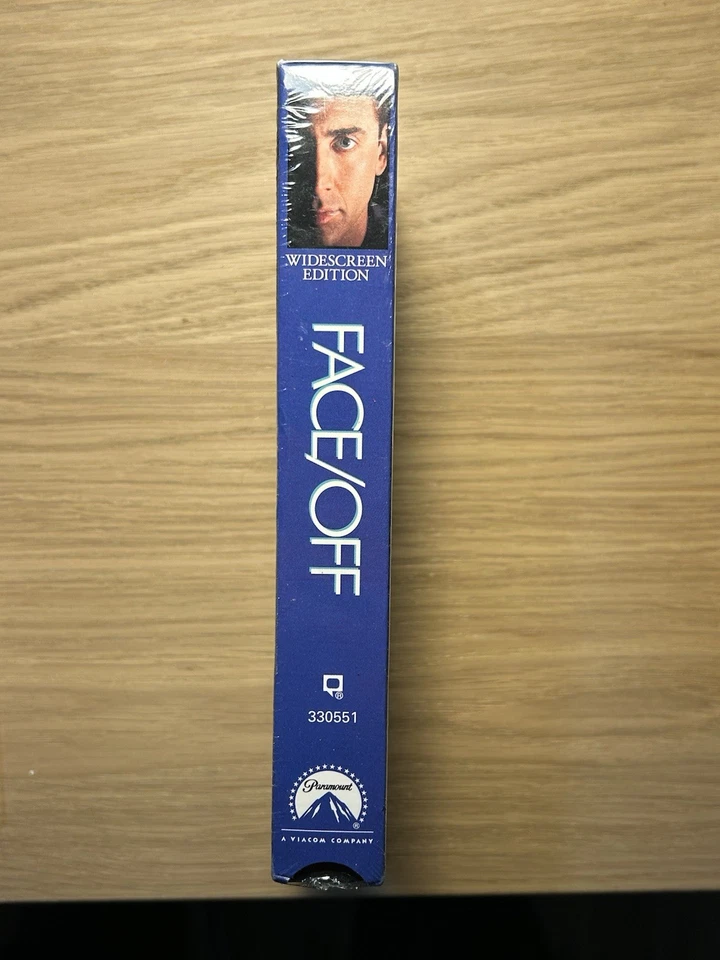 WIDESCREEN
EDITION
FACE/OFF
®
330551
Paramount
®
A VIACOM COMPANY